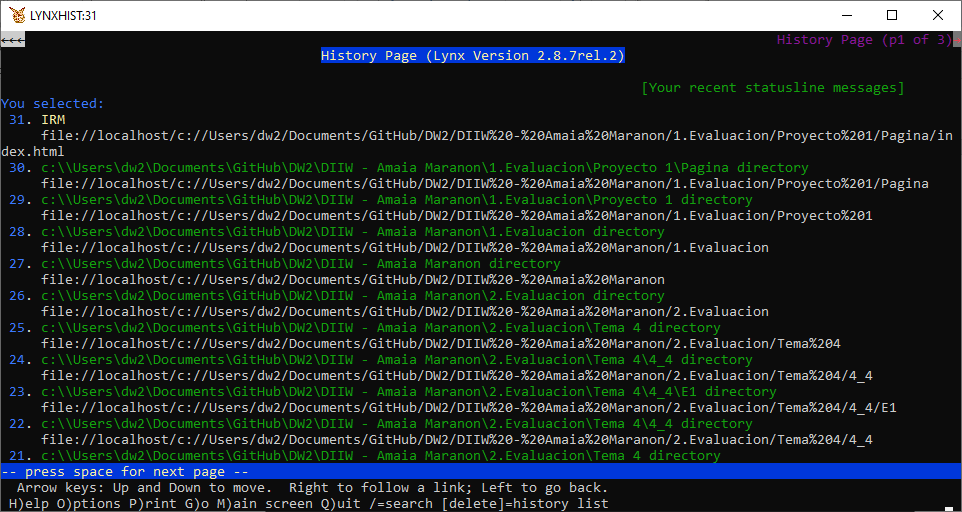 LYNXHIST:31
←←← History Page (p1 of 3)
History Page (Lynx Version 2.8.7rel.2)
[Your recent statusline messages]
You selected:
31. IRM
file://localhost/c://Users/dw2/Documents/GitHub/DW2/DIIW%20-%20Amaia%20Maranon/1.Evaluacion/Proyecto%201/Pagina/in
dex.html
30. c:\\Users\dw2\Documents\GitHub\DW2\DIIW - Amaia Maranon\1.Evaluacion\Proyecto 1\Pagina directory
file://localhost/c://Users/dw2/Documents/GitHub/DW2/DIIW%20-%20Amaia%20Maranon/1.Evaluacion/Proyecto%201/Pagina
29. c:\\Users\dw2\Documents\GitHub\DW2\DIIW - Amaia Maranon\1.Evaluacion\Proyecto 1 directory
file://localhost/c://Users/dw2/Documents/GitHub/DW2/DIIW%20-%20Amaia%20Maranon/1.Evaluacion/Proyecto%201
28. c:\\Users\dw2\Documents\GitHub\DW2\DIIW - Amaia Maranon\1.Evaluacion directory
file://localhost/c://Users/dw2/Documents/GitHub/DW2/DIIW%20-%20Amaia%20Maranon/1.Evaluacion
27. c:\\Users\dw2\Documents\GitHub\DW2\DIIW - Amaia Maranon directory
file://localhost/c://Users/dw2/Documents/GitHub/DW2/DIIW%20-%20Amaia%20Maranon
26. c:\\Users\dw2\Documents\GitHub\DW2\DIIW - Amaia Maranon\2.Evaluacion directory
file://localhost/c://Users/dw2/Documents/GitHub/DW2/DIIW%20-%20Amaia%20Maranon/2.Evaluacion
25. c:\\Users\dw2\Documents\GitHub\DW2\DIIW - Amaia Maranon\2.Evaluacion\Tema 4 directory
file://localhost/c://Users/dw2/Documents/GitHub/DW2/DIIW%20-%20Amaia%20Maranon/2.Evaluacion/Tema%204
24. c:\\Users\dw2\Documents\GitHub\DW2\DIIW - Amaia Maranon\2.Evaluacion\Tema 4\4_4 directory
file://localhost/c://Users/dw2/Documents/GitHub/DW2/DIIW%20-%20Amaia%20Maranon/2.Evaluacion/Tema%204/4_4
23. c:\\Users\dw2\Documents\GitHub\DW2\DIIW - Amaia Maranon\2.Evaluacion\Tema 4\4_4\E1 directory
file://localhost/c://Users/dw2/Documents/GitHub/DW2/DIIW%20-%20Amaia%20Maranon/2.Evaluacion/Tema%204/4_4/E1
22. c:\\Users\dw2\Documents\GitHub\DW2\DIIW - Amaia Maranon\2.Evaluacion\Tema 4\4_4 directory
file://localhost/c://Users/dw2/Documents/GitHub/DW2/DIIW%20-%20Amaia%20Maranon/2.Evaluacion/Tema%204/4_4
21. c:\\Users\dw2\Documents\GitHub\DW2\DIIW - Amaia Maranon\2.Evaluacion\Tema 4 directory
-- press space for next page --
Arrow keys: Up and Down to move. Right to follow a link; Left to go back.
H)elp O)ptions P)rint G)o M)ain screen Q)uit /=search [delete]=history list